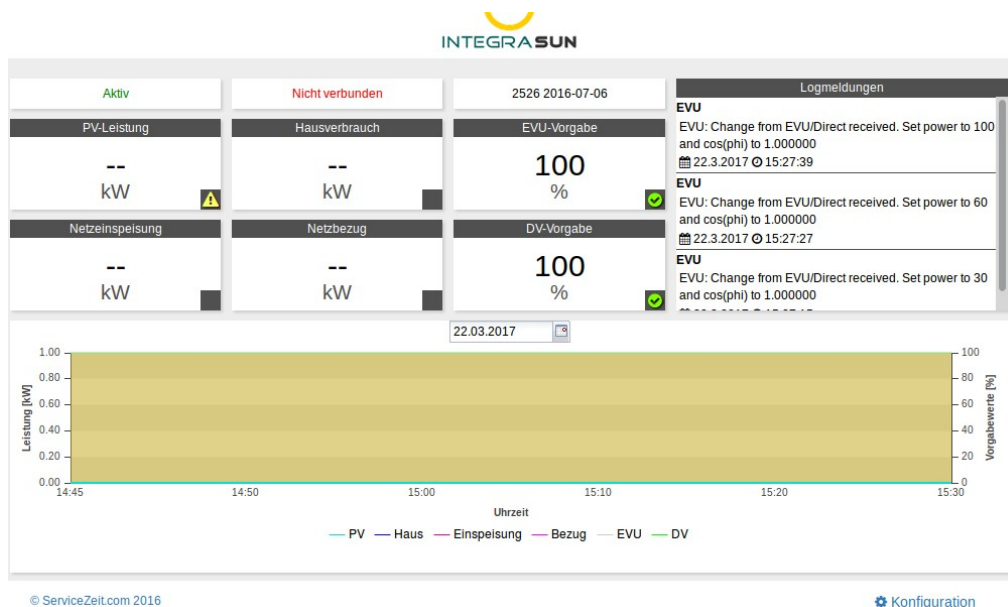 INTEGRASUN
Aktiv
Nicht verbunden
2526 2016-07-06
PV-Leistung
--
kW
Hausverbrauch
--
kW
EVU-Vorgabe
100
%
Netzeinspeisung
--
kW
Netzbezug
--
kW
DV-Vorgabe
100
%
Logmeldungen
EVU
EVU: Change from EVU/Direct received. Set power to 100
and cos(phi) to 1.000000
22.3.2017 15:27:39
EVU
EVU: Change from EVU/Direct received. Set power to 60
and cos(phi) to 1.000000
22.3.2017 15:27:27
EVU
EVU: Change from EVU/Direct received. Set power to 30
and cos(phi) to 1.000000
22.03.2017
Leistung [kW]
1.00
0.80
0.60
0.40
0.20
0.00
100
80
60
40
20
0
Vorgabewerte [%]
14:45 14:50 15:00 15:10 15:20 15:30
Uhrzeit
PV Haus Einspeisung Bezug EVU DV
© ServiceZeit.com 2016
Konfiguration